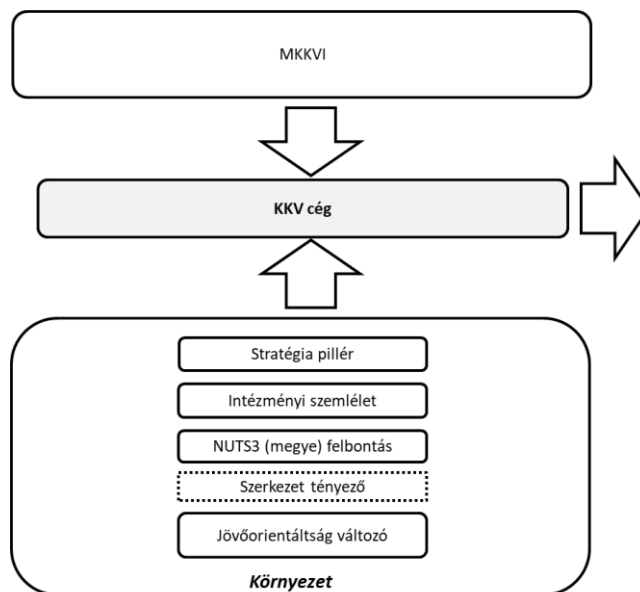 MKKVI
KKV cég
Stratégia pillér
Intézményi szemlélet
NUTS3 (megye) felbontás
Szerkezet tényező
Jövőorientáltság változó
Környezet